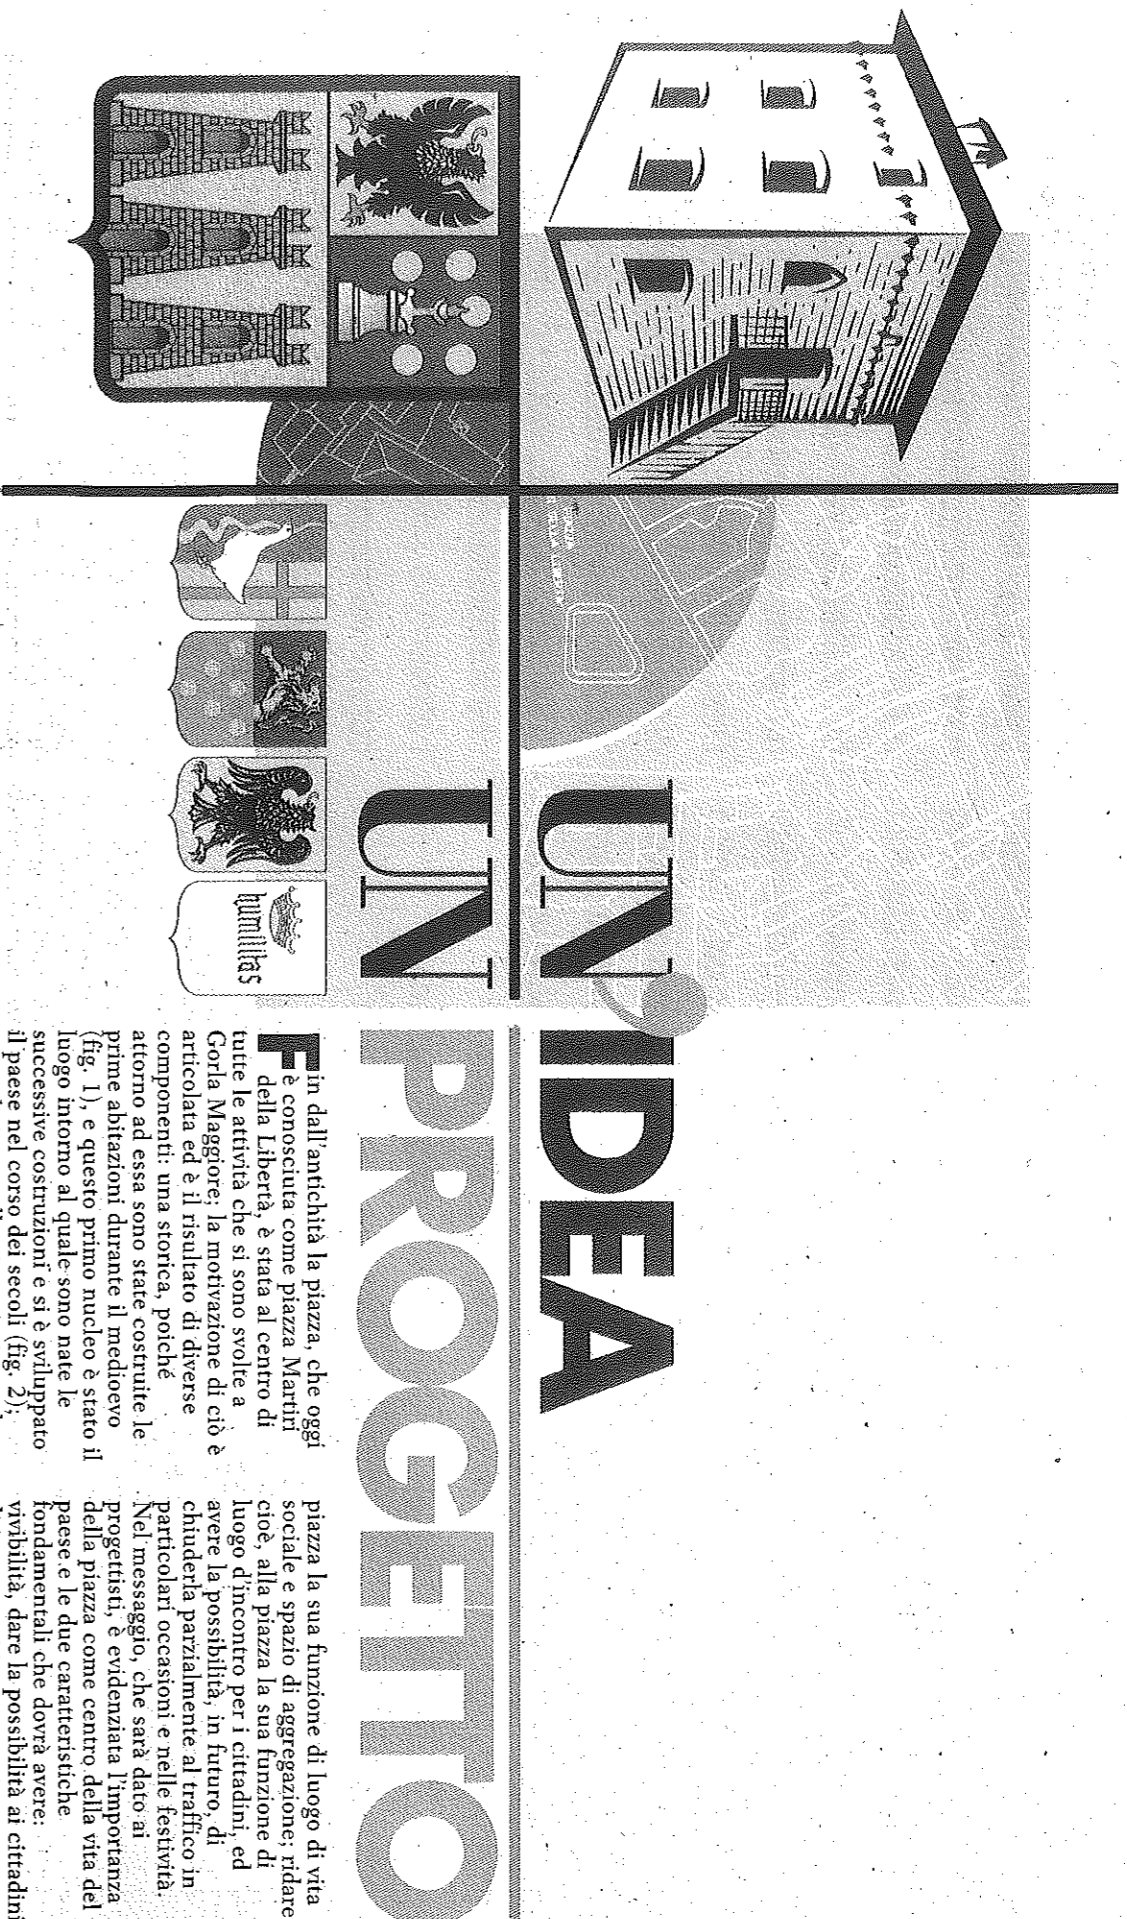 UN'IDEA
UN PROGETTO
humilitas
Fin dall'antichità la piazza, che oggi
è conosciuta come piazza Martiri
della Libertà, è stata al centro di
tutte le attività che si sono svolte a
Gorla Maggiore; la motivazione di ciò è
articolata ed è il risultato di diverse
componenti: una storica, poiché
attorno ad essa sono state costruite le
prime abitazioni durante il medioevo
(fig. 1), e questo primo nucleo è stato il
luogo intorno al quale sono nate le
successive costruzioni e si è sviluppato
il paese nel corso dei secoli (fig. 2);
piazza la sua funzione di luogo di vita
sociale e spazio di aggregazione; ridare
cioè, alla piazza la sua funzione di
luogo d'incontro per i cittadini, ed
avere la possibilità, in futuro, di
chiuderla parzialmente al traffico in
particolari occasioni e nelle festività.
Nel messaggio, che sarà dato ai
progettisti, è evidenziata l'importanza
della piazza come centro della vita del
paese e le due caratteristiche
fondamentali che dovrà avere:
vivibilità, dare la possibilità ai cittadini